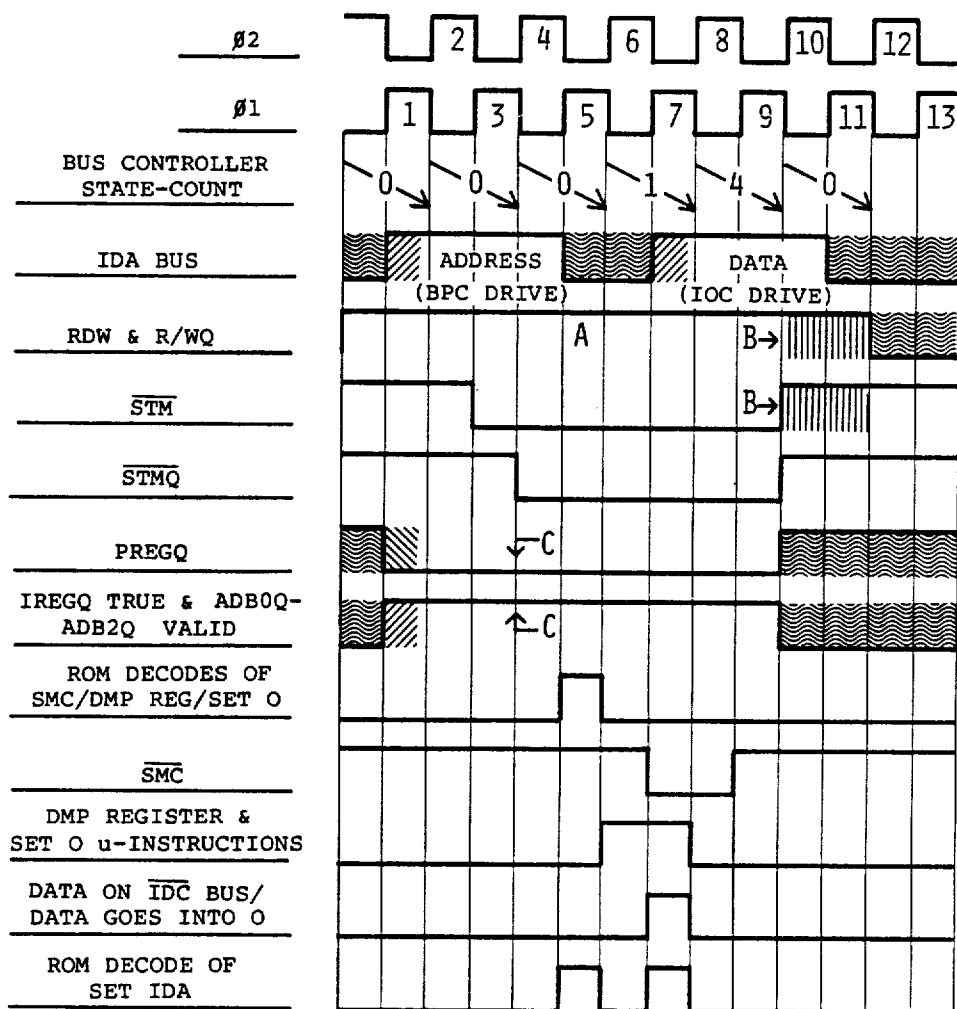 ø2
2 4 6 8 10 12
ø1
1 3 5 7 9 11 13
BUS CONTROLLER
STATE-COUNT
0 0 0 1 4 0
IDA BUS
ADDRESS DATA
(BPC DRIVE) (IOC DRIVE)
RDW & R/WQ
A B→
STM
B→
STMQ
PREGQ
C
IREGQ TRUE & ADB0Q-
ADB2Q VALID
C
ROM DECODES OF
SMC/DMP REG/SET O
SMC
DMP REGISTER &
SET O u-INSTRUCTIONS
DATA ON IDC BUS/
DATA GOES INTO O
ROM DECODE OF
SET IDA